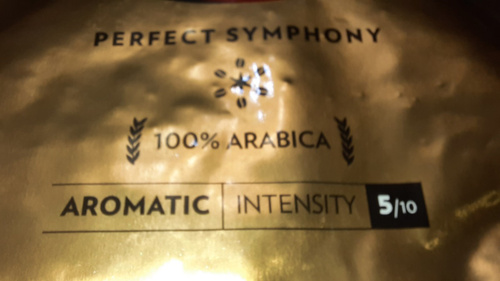 PERFECT SYMPHONY
100% ARABICA
AROMATIC INTENSITY 5/10